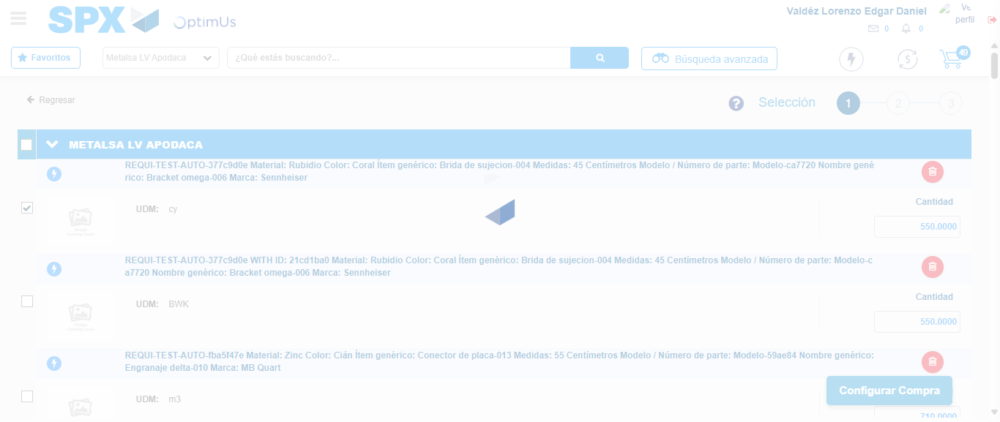 SPX OptimUs
Valdéz Lorenzo Edgar Daniel
Ve
perfil
0 0
Favoritos
Metalsa LV Apodaca
¿Qué estás buscando?...
Búsqueda avanzada
49
Regresar
? Selección 1 2 3
METALSA LV APODACA
REQUI-TEST-AUTO-377c9d0e Material: Rubidio Color: Coral Ítem genérico: Brida de sujecion-004 Medidas: 45 Centímetros Modelo / Número de parte: Modelo-ca7720 Nombre gené
rico: Bracket omega-006 Marca: Sennheiser
UDM: cy
Cantidad
550.0000
REQUI-TEST-AUTO-377c9d0e WITH ID: 21cd1ba0 Material: Rubidio Color: Coral Ítem genérico: Brida de sujecion-004 Medidas: 45 Centímetros Modelo / Número de parte: Modelo-c
a7720 Nombre genérico: Bracket omega-006 Marca: Sennheiser
UDM: BWK
Cantidad
550.0000
REQUI-TEST-AUTO-fba5f47e Material: Zinc Color: Cián Ítem genérico: Conector de placa-013 Medidas: 55 Centímetros Modelo / Número de parte: Modelo-59ae84 Nombre genérico:
Engranaje delta-010 Marca: MB Quart
Configurar Compra
UDM: m3
710.0000